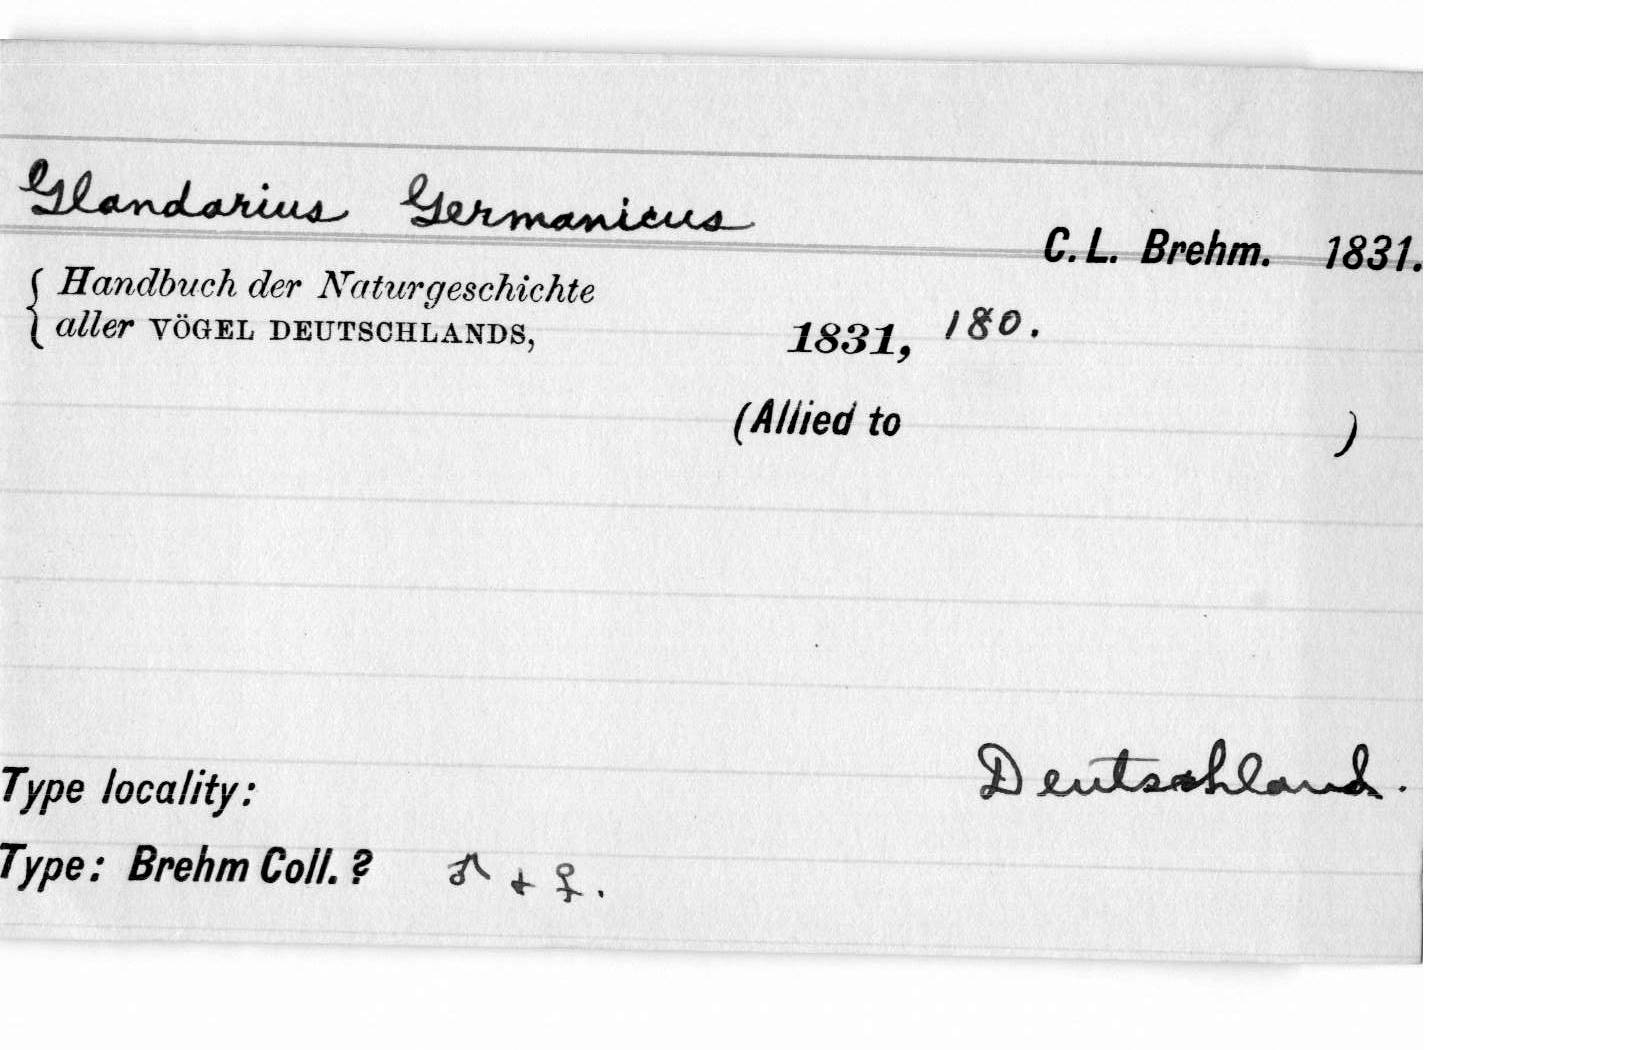 Glandarius Germanicus
C. L. Brehm. 1831.
Handbuch der Naturgeschichte
aller VÖGEL DEUTSCHLANDS, 1831, 180.
(Allied to )
Type locality: Deutschland.
Type: Brehm Coll. ? ♂ + ♀.